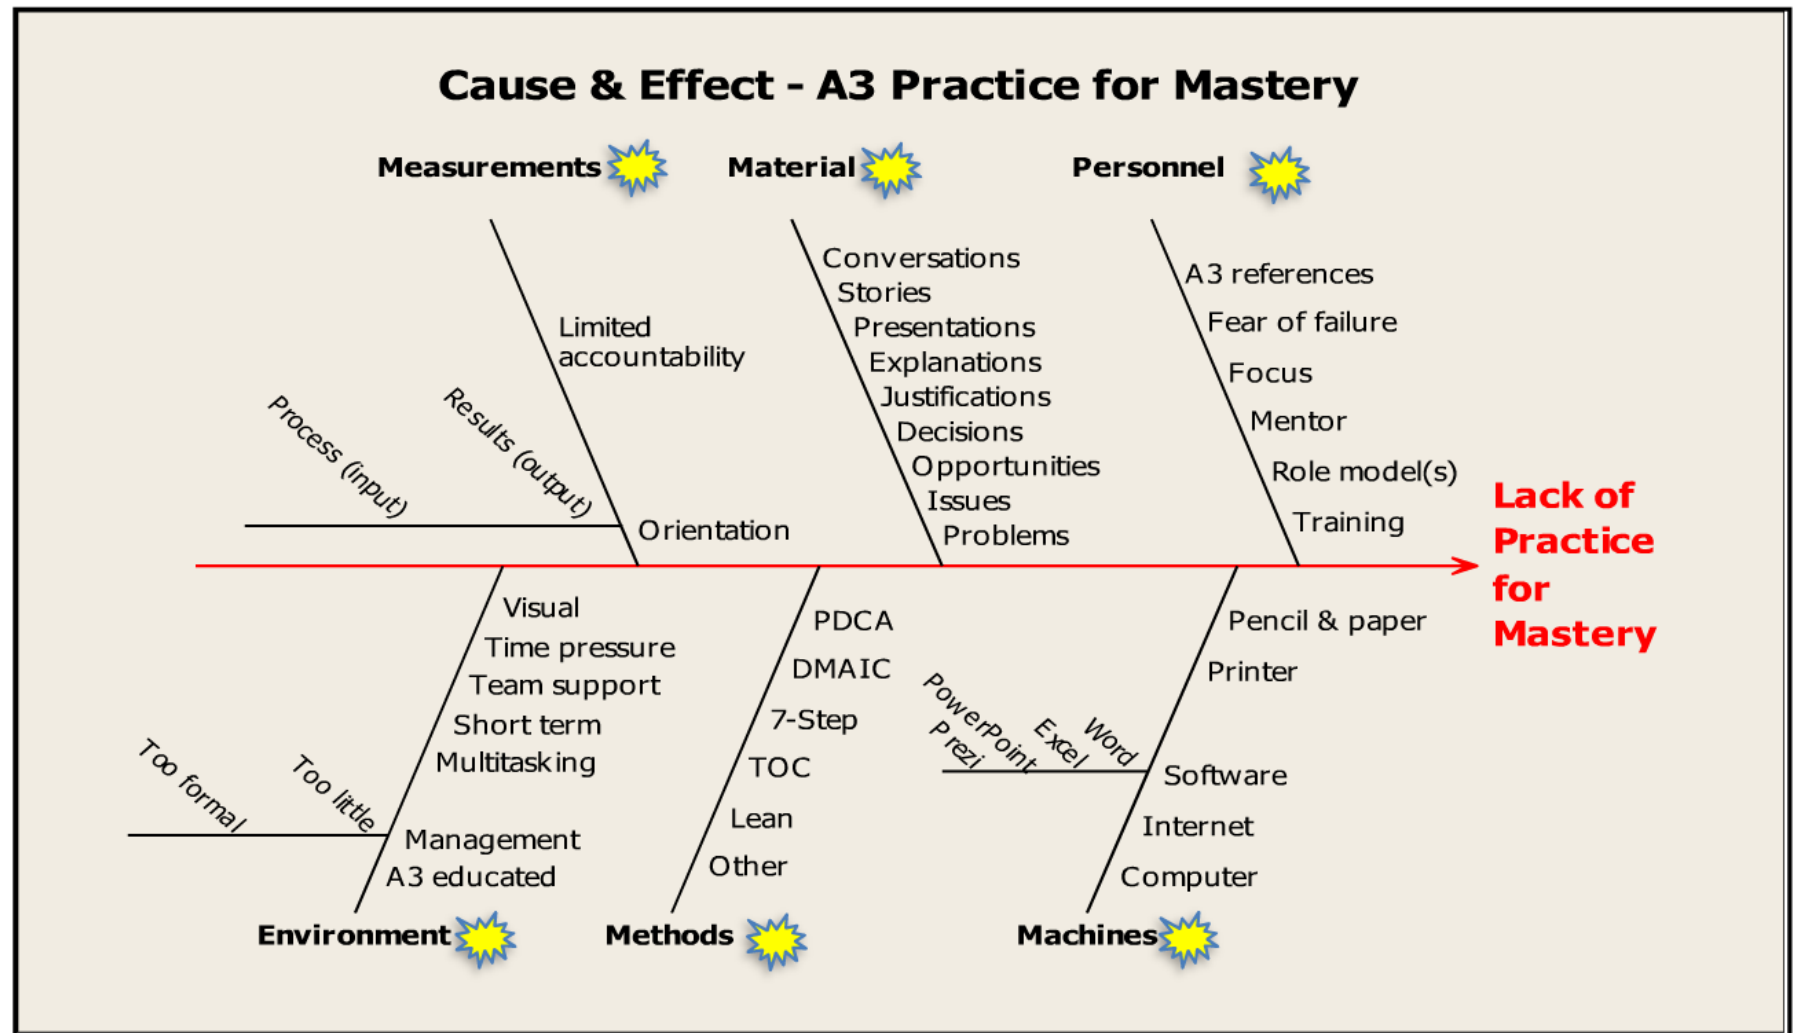 Cause & Effect - A3 Practice for Mastery
Measurements
Material
Personnel
Limited
accountability
Process (input)
Results (output)
Orientation
Conversations
Stories
Presentations
Explanations
Justifications
Decisions
Opportunities
Issues
Problems
A3 references
Fear of failure
Focus
Mentor
Role model(s)
Training
Lack of
Practice
for
Mastery
Visual
Time pressure
Team support
Short term
Multitasking
Too formal
Too little
Management
A3 educated
PDCA
DMAIC
7-Step
TOC
Lean
Other
Pencil & paper
Printer
Prezi
PowerPoint
Excel
Word
Software
Internet
Computer
Environment
Methods
Machines